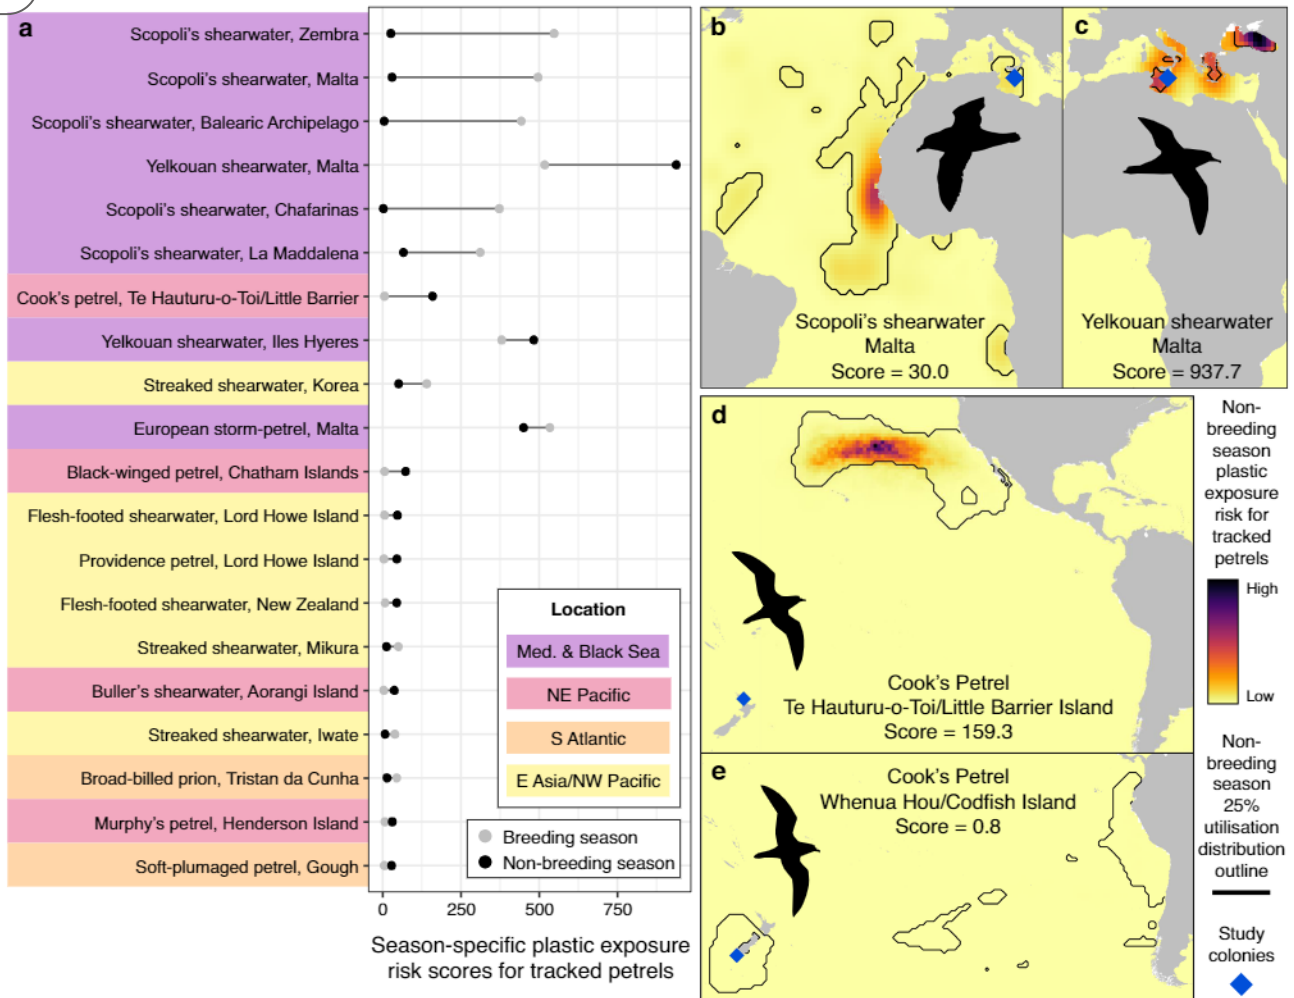 a
Scopoli's shearwater, Zembra
Scopoli's shearwater, Malta
Scopoli's shearwater, Balearic Archipelago
Yelkouan shearwater, Malta
Scopoli's shearwater, Chafarinas
Scopoli's shearwater, La Maddalena
Cook's petrel, Te Hauturu-o-Toi/Little Barrier
Yelkouan shearwater, Iles Hyeres
Streaked shearwater, Korea
European storm-petrel, Malta
Black-winged petrel, Chatham Islands
Flesh-footed shearwater, Lord Howe Island
Providence petrel, Lord Howe Island
Flesh-footed shearwater, New Zealand
Streaked shearwater, Mikura
Buller's shearwater, Aorangi Island
Streaked shearwater, Iwate
Broad-billed prion, Tristan da Cunha
Murphy's petrel, Henderson Island
Soft-plumaged petrel, Gough
Location
Med. & Black Sea
NE Pacific
S Atlantic
E Asia/NW Pacific
Breeding season
Non-breeding season
0 250 500 750
Season-specific plastic exposure
risk scores for tracked petrels
b
Scopoli's shearwater
Malta
Score = 30.0
c
Yelkouan shearwater
Malta
Score = 937.7
d
Cook's Petrel
Te Hauturu-o-Toi/Little Barrier Island
Score = 159.3
e
Cook's Petrel
Whenua Hou/Codfish Island
Score = 0.8
Non-
breeding
season
plastic
exposure
risk for
tracked
petrels
High
Low
Non-
breeding
season
25%
utilisation
distribution
outline
Study
colonies